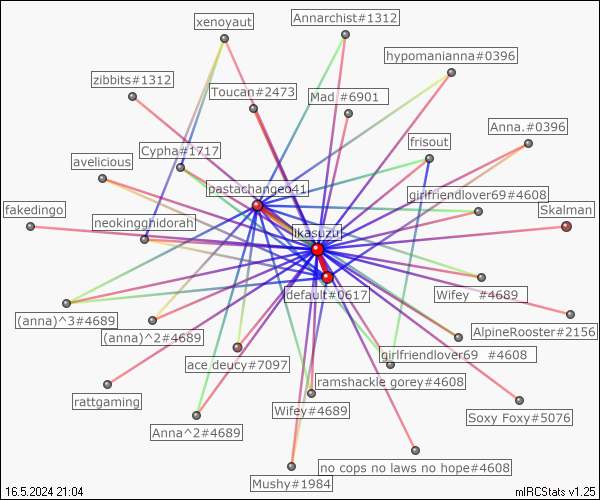 Annarchist#1312
xenoyaut
hypomanianna#0396
zibbits#1312
Toucan#2473
Mad_#6901
Anna.#0396
frisout
Cypha#1717
avelicious
pastachangeo41
girlfriendlover69#4608
fakedingo
Skalman
neokingghidorah
likasuzu
default#0617
Wifey_#4689
(anna)^3#4689
AlpineRooster#2156
(anna)^2#4689
girlfriendlover69_#4608
ace deucy#7097
ramshackle gorey#4608
rattgaming
Wifey#4689
Soxy Foxy#5076
Anna^2#4689
no cops no laws no hope#4608
Mushy#1984
16.5.2024 21:04
mIRCStats v1.25